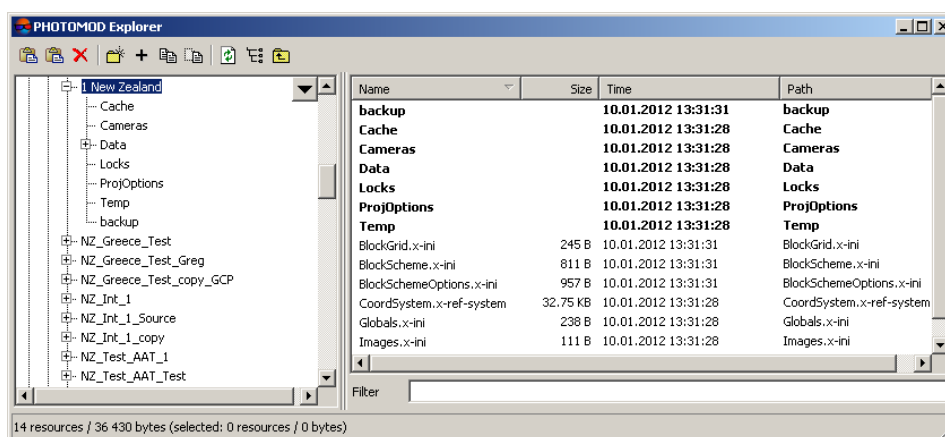 PHOTOMOD Explorer
1 New Zealand
Cache
Cameras
Data
Locks
ProjOptions
Temp
backup
NZ_Greece_Test
NZ_Greece_Test_Greg
NZ_Greece_Test_copy_GCP
NZ_Int_1
NZ_Int_1_Source
NZ_Int_1_copy
NZ_Test_AAT_1
NZ_Test_AAT_Test
Name Size Time Path
backup 10.01.2012 13:31:31 backup
Cache 10.01.2012 13:31:28 Cache
Cameras 10.01.2012 13:31:28 Cameras
Data 10.01.2012 13:31:28 Data
Locks 10.01.2012 13:31:28 Locks
ProjOptions 10.01.2012 13:31:28 ProjOptions
Temp 10.01.2012 13:31:28 Temp
BlockGrid.x-ini 245 B 10.01.2012 13:31:31 BlockGrid.x-ini
BlockScheme.x-ini 811 B 10.01.2012 13:31:31 BlockScheme.x-ini
BlockSchemeOptions.x-ini 957 B 10.01.2012 13:31:31 BlockSchemeOptions.x-ini
CoordSystem.x-ref-system 32.75 KB 10.01.2012 13:31:28 CoordSystem.x-ref-system
Globals.x-ini 238 B 10.01.2012 13:31:28 Globals.x-ini
Images.x-ini 111 B 10.01.2012 13:31:28 Images.x-ini
Filter
14 resources / 36 430 bytes (selected: 0 resources / 0 bytes)